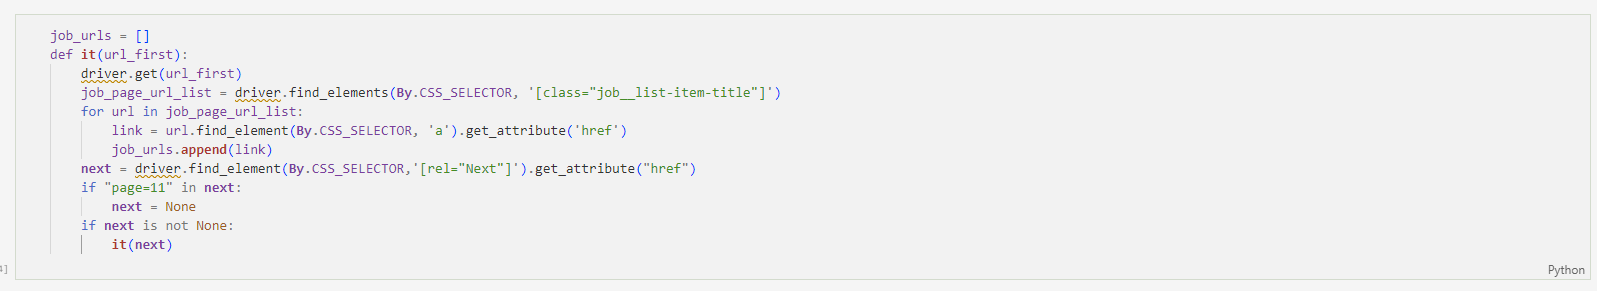 job_urls = []
def it(url_first):
    driver.get(url_first)
    job_page_url_list = driver.find_elements(By.CSS_SELECTOR, '[class="job__list-item-title"]')
    for url in job_page_url_list:
        link = url.find_element(By.CSS_SELECTOR, 'a').get_attribute('href')
        job_urls.append(link)
    next = driver.find_element(By.CSS_SELECTOR,'[rel="Next"]').get_attribute("href")
    if "page=11" in next:
        next = None
    if next is not None:
        it(next)
Python